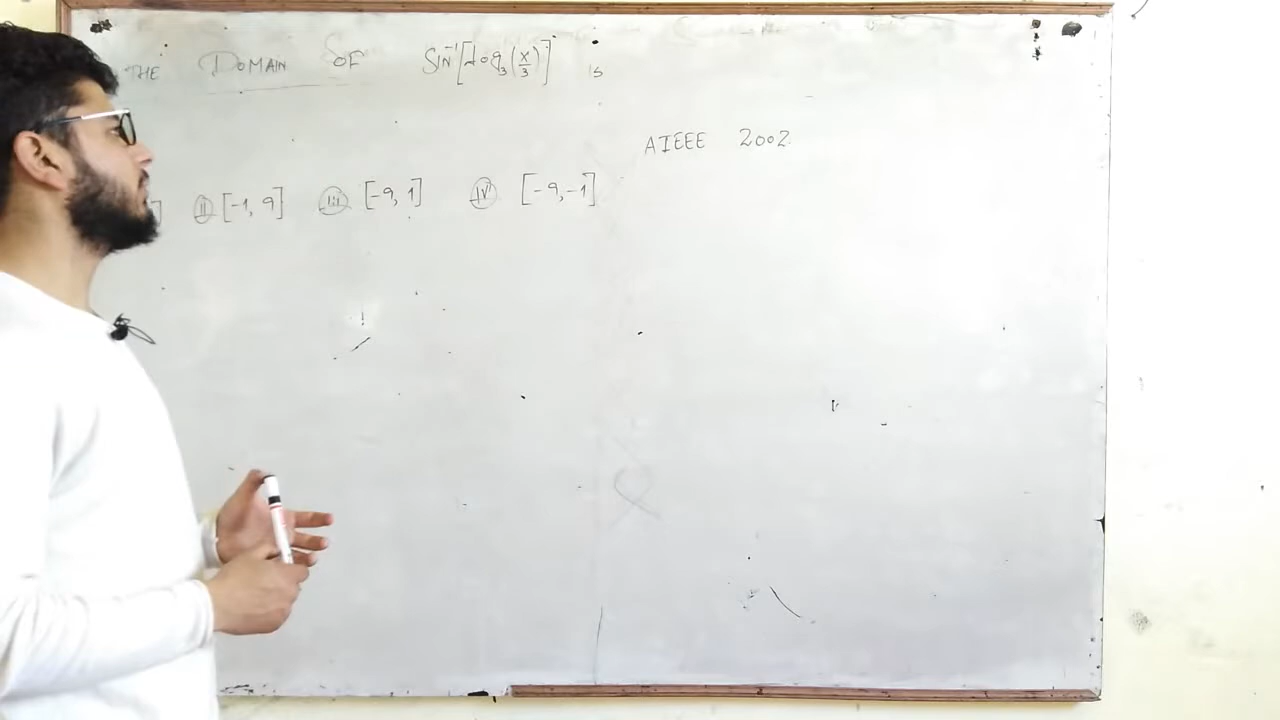 THE DOMAIN OF Sin⁻¹[log₃(x/3)] is
AIEEE 2002.
] (ii) [-1, 9] (iii) [-9, 1] (iv) [-9, -1]